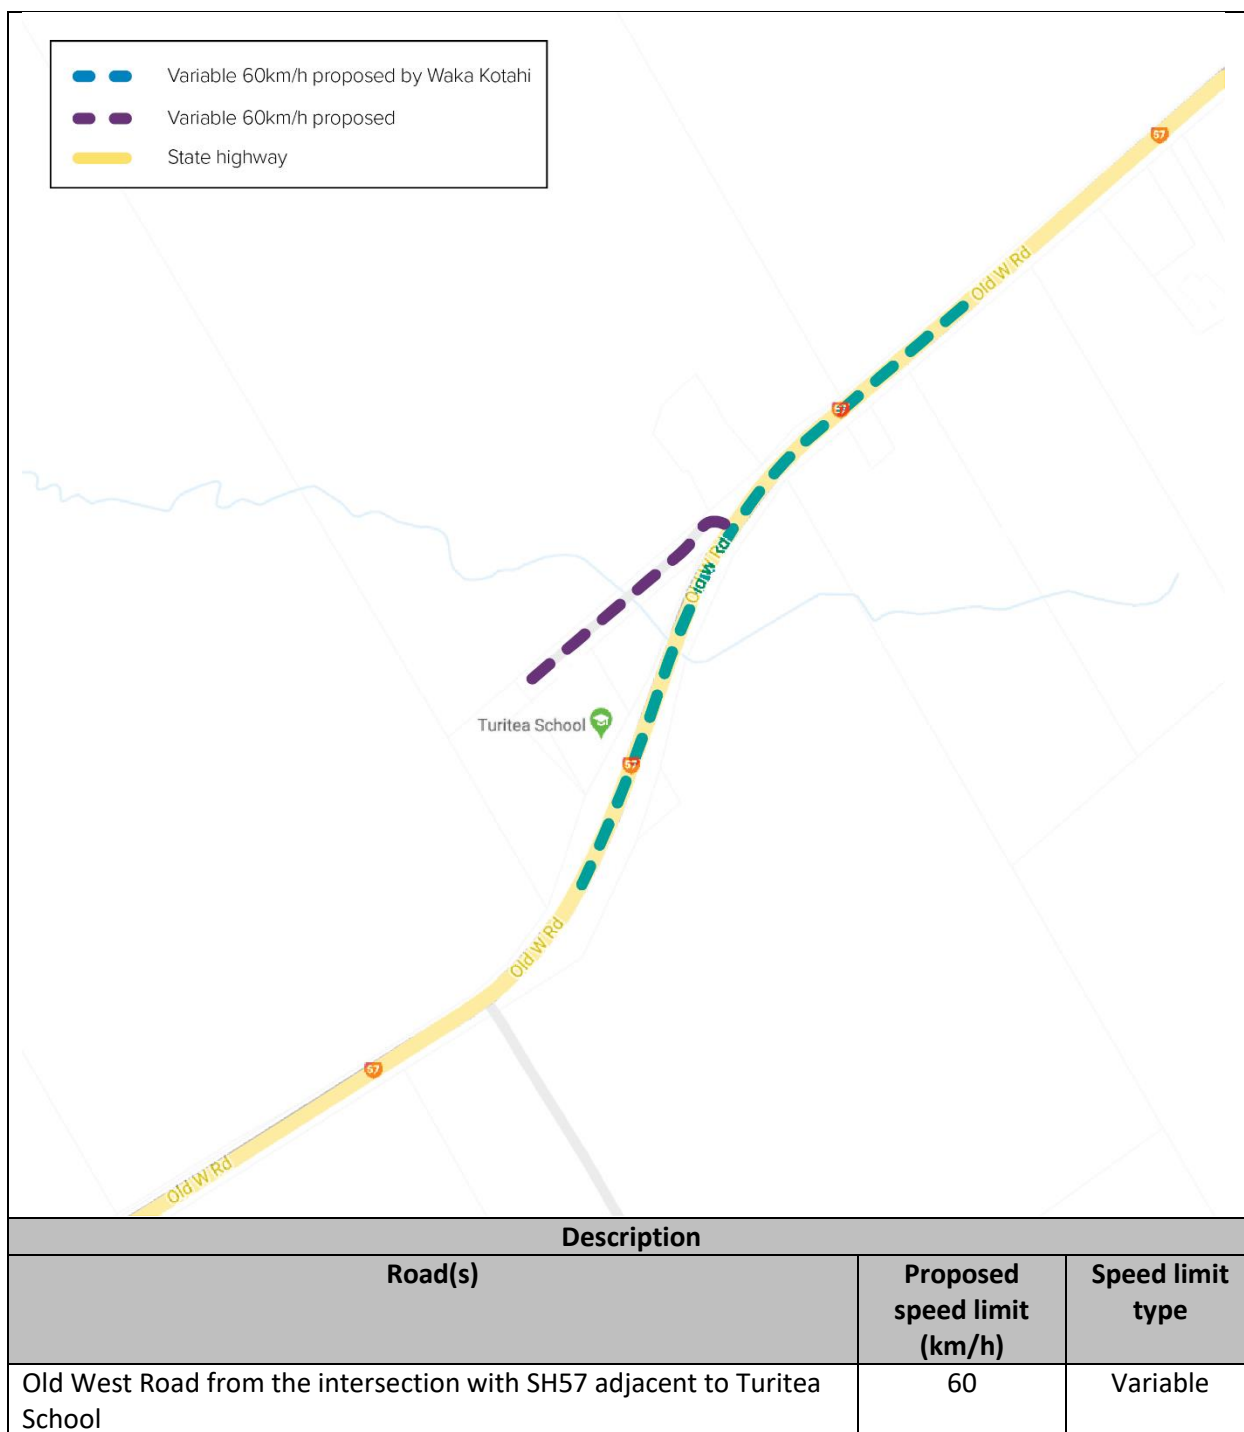 Variable 60km/h proposed by Waka Kotahi
Variable 60km/h proposed
State highway
57
Old W Rd
57
Old W Rd
Turitea School
57
Old W Rd
57
Old W Rd
Description
Road(s)
Proposed speed limit (km/h)
Speed limit type
Old West Road from the intersection with SH57 adjacent to Turitea
School
60
Variable